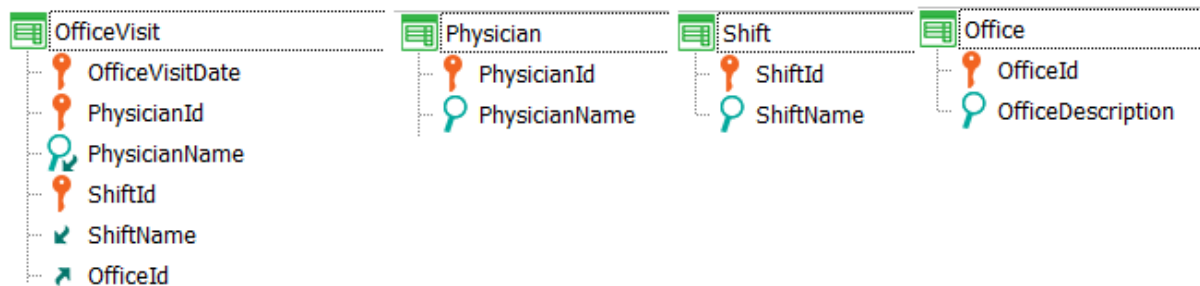 OfficeVisit
OfficeVisitDate
PhysicianId
PhysicianName
ShiftId
ShiftName
OfficeId
Physician
PhysicianId
PhysicianName
Shift
ShiftId
ShiftName
Office
OfficeId
OfficeDescription